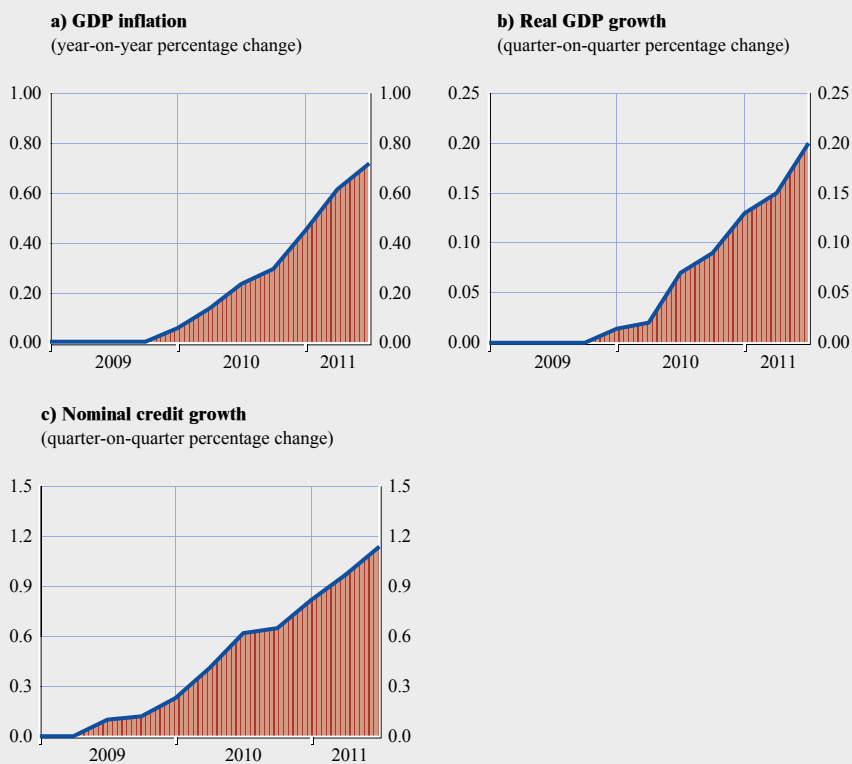 a) GDP inflation
(year-on-year percentage change)
1.00 1.00
0.80 0.80
0.60 0.60
0.40 0.40
0.20 0.20
0.00 0.00
2009 2010 2011
b) Real GDP growth
(quarter-on-quarter percentage change)
0.25 0.25
0.20 0.20
0.15 0.15
0.10 0.10
0.05 0.05
0.00 0.00
2009 2010 2011
c) Nominal credit growth
(quarter-on-quarter percentage change)
1.5 1.5
1.2 1.2
0.9 0.9
0.6 0.6
0.3 0.3
0.0 0.0
2009 2010 2011